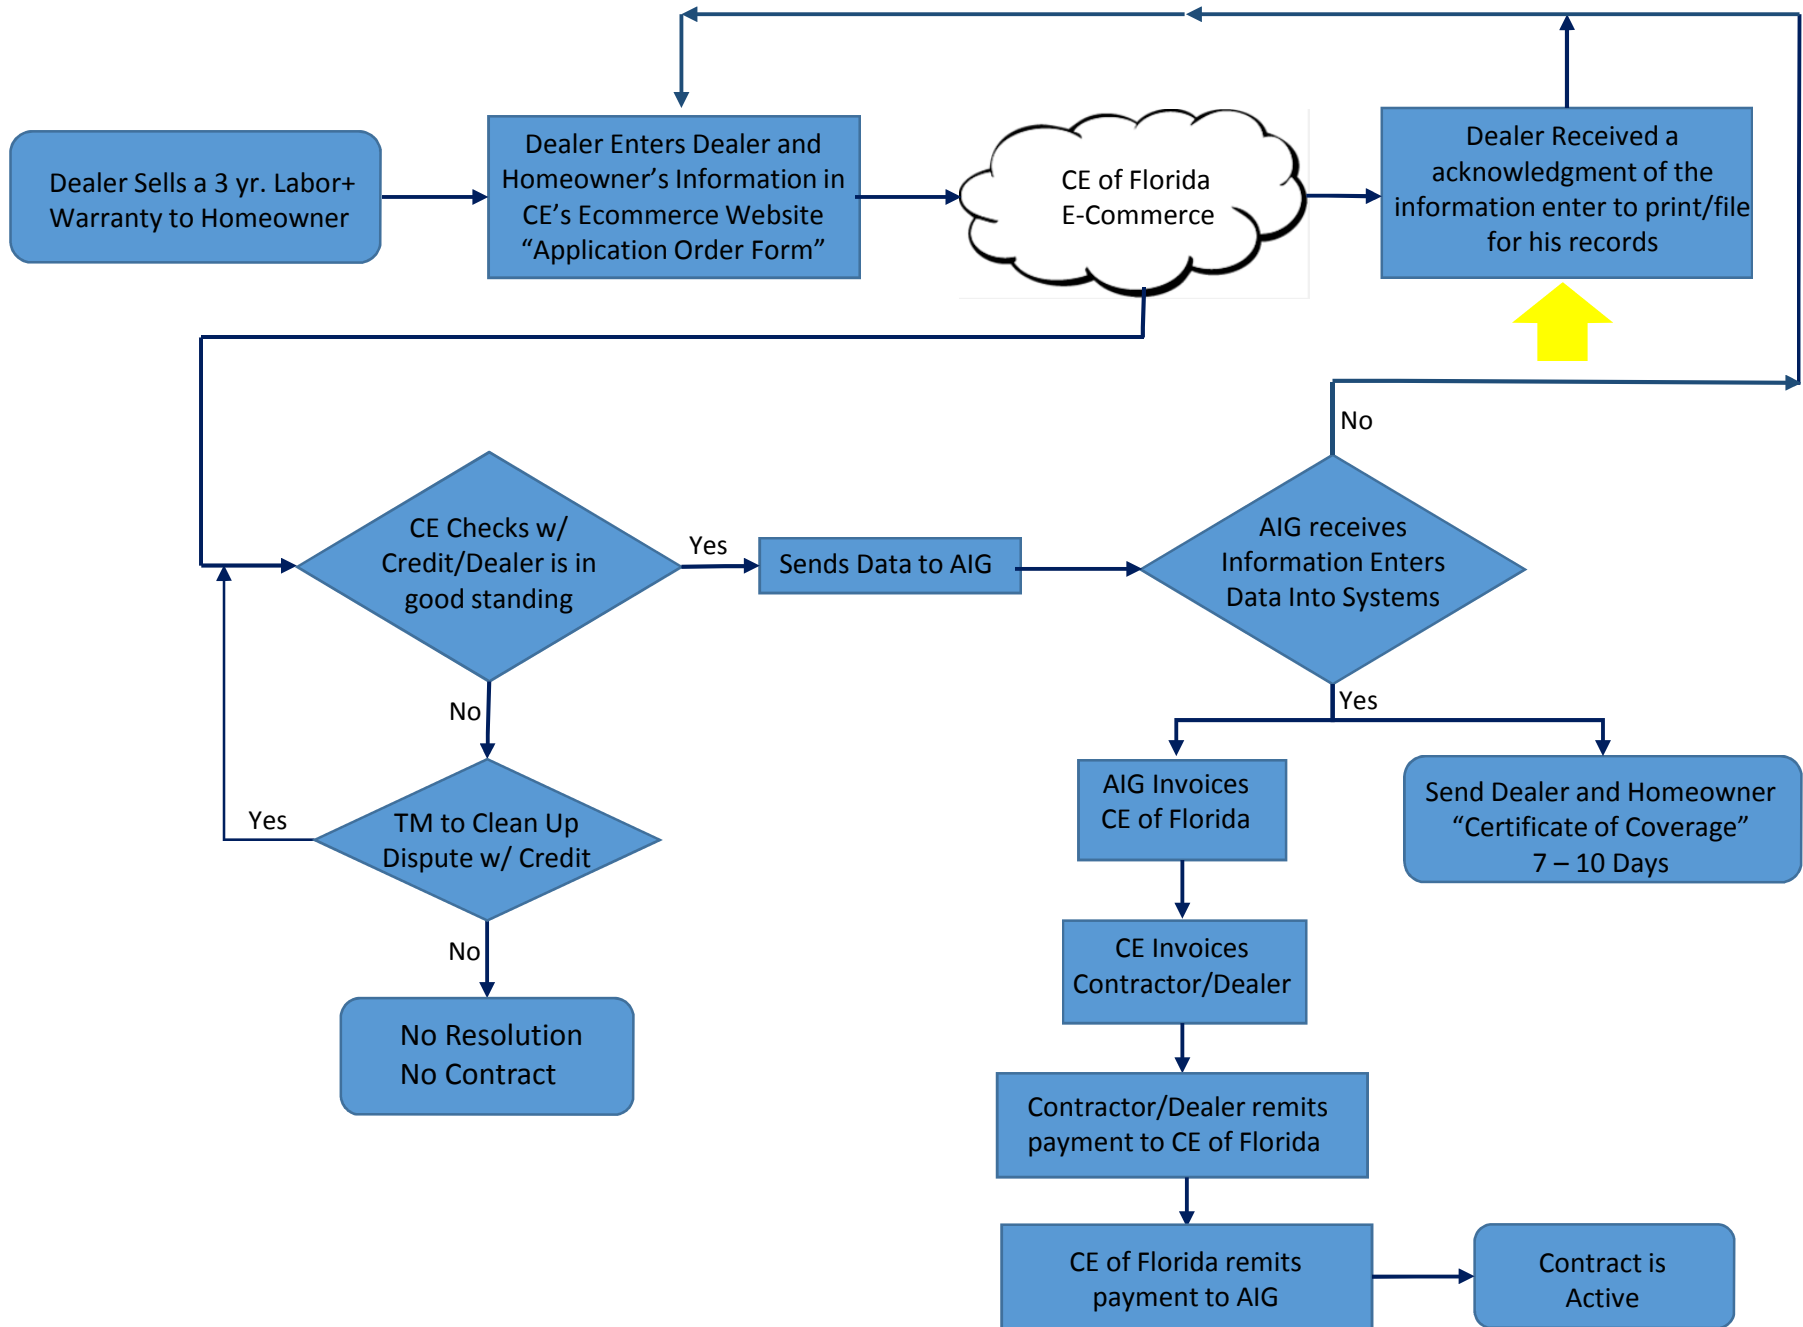 Dealer Sells a 3 yr. Labor+
Warranty to Homeowner
Dealer Enters Dealer and
Homeowner’s Information in
CE’s Ecommerce Website
“Application Order Form”
CE of Florida
E-Commerce
Dealer Received a
acknowledgment of the
information enter to print/file
for his records
No
CE Checks w/
Credit/Dealer is in
good standing
Yes
Sends Data to AIG
AIG receives
Information Enters
Data Into Systems
No
Yes
Yes
TM to Clean Up
Dispute w/ Credit
AIG Invoices
CE of Florida
Send Dealer and Homeowner
“Certificate of Coverage”
7 – 10 Days
No
CE Invoices
Contractor/Dealer
No Resolution
No Contract
Contractor/Dealer remits
payment to CE of Florida
CE of Florida remits
payment to AIG
Contract is
Active